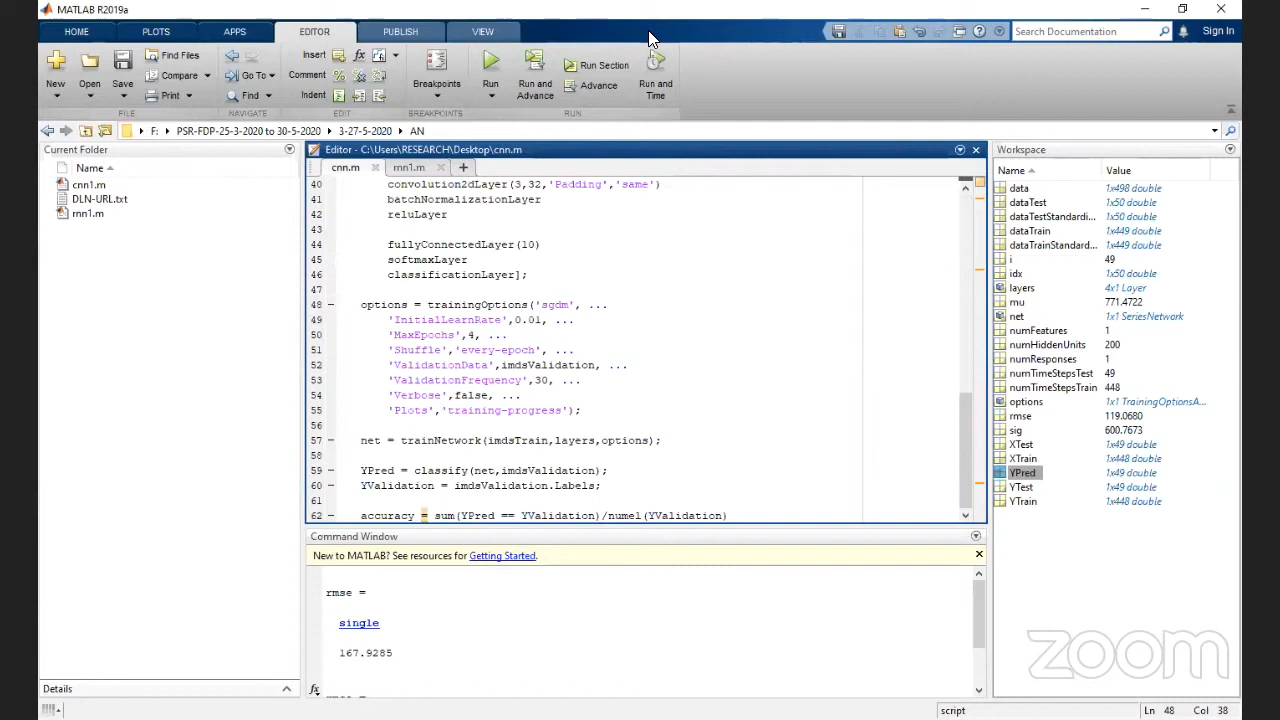 MATLAB R2019a
HOME PLOTS APPS EDITOR PUBLISH VIEW Search Documentation Sign In
New Open Save Find Files Compare Print Go To Find Insert Comment Indent Breakpoints Run Run and Advance Run Section Advance Run and Time
FILE NAVIGATE EDIT BREAKPOINTS RUN
F: PSR-FDP-25-3-2020 to 30-5-2020 3-27-5-2020 AN
Current Folder
Name
cnn1.m
DLN-URL.txt
rnn1.m
Details
Editor - C:\Users\RESEARCH\Desktop\cnn.m
cnn.m rnn1.m
40 convolution2dLayer(3,32,'Padding','same')
41 batchNormalizationLayer
42 reluLayer
43
44 fullyConnectedLayer(10)
45 softmaxLayer
46 classificationLayer];
47
48 options = trainingOptions('sgdm', ...
49 'InitialLearnRate',0.01, ...
50 'MaxEpochs',4, ...
51 'Shuffle','every-epoch', ...
52 'ValidationData',imdsValidation, ...
53 'ValidationFrequency',30, ...
54 'Verbose',false, ...
55 'Plots','training-progress');
56
57 net = trainNetwork(imdsTrain,layers,options);
58
59 YPred = classify(net,imdsValidation);
60 YValidation = imdsValidation.Labels;
61
62 accuracy = sum(YPred == YValidation)/numel(YValidation)
Command Window
New to MATLAB? See resources for Getting Started.
rmse =
single
167.9285
Workspace
Name Value
data 1x498 double
dataTest 1x50 double
dataTestStandardi... 1x50 double
dataTrain 1x449 double
dataTrainStandard... 1x449 double
i 49
idx 1x50 double
layers 4x1 Layer
mu 771.4722
net 1x1 SeriesNetwork
numFeatures 1
numHiddenUnits 200
numResponses 1
numTimeStepsTest 49
numTimeStepsTrain 448
options 1x1 TrainingOptionsA...
rmse 119.0680
sig 600.7673
XTest 1x49 double
XTrain 1x448 double
YPred 1x49 double
YTest 1x49 double
YTrain 1x448 double
zoom
script Ln 48 Col 38